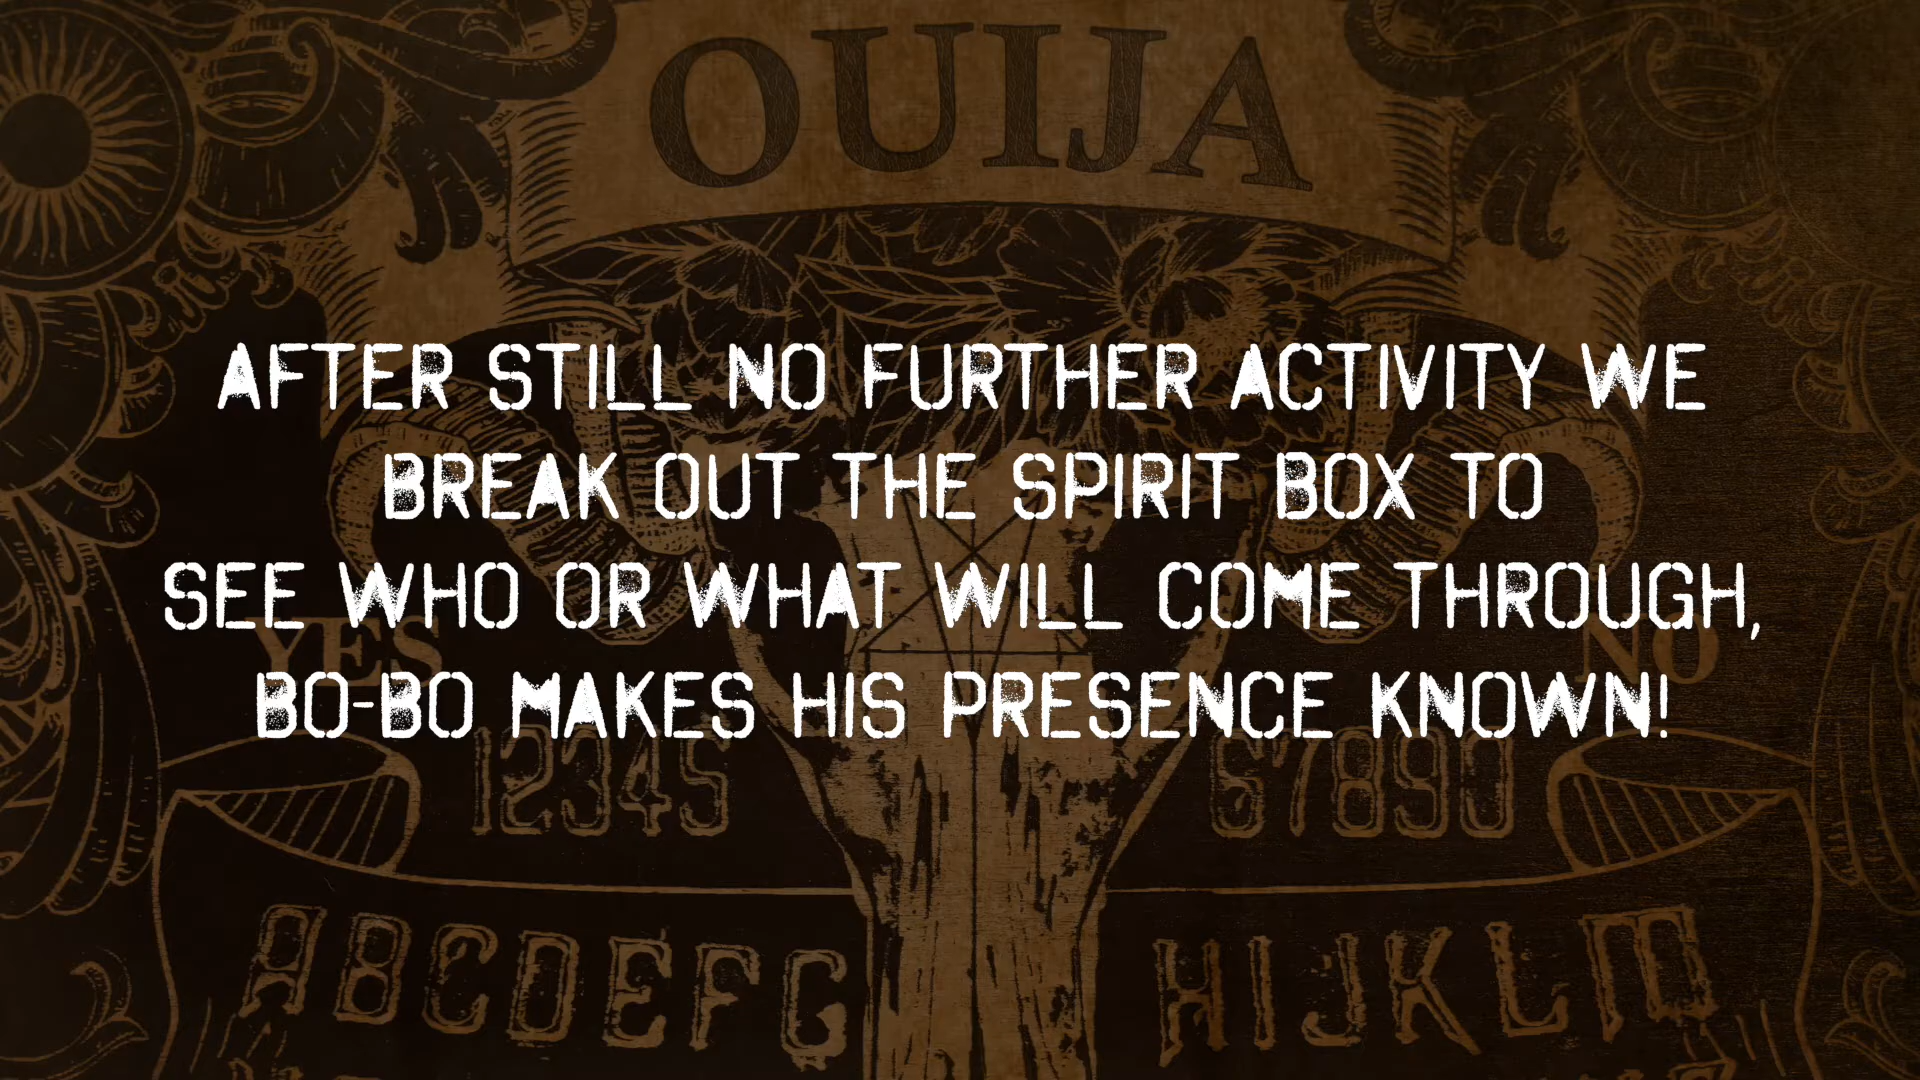 OUIJA
AFTER STILL NO FURTHER ACTIVITY WE
BREAK OUT THE SPIRIT BOX TO
SEE WHO OR WHAT WILL COME THROUGH,
YES NO
BO-BO MAKES HIS PRESENCE KNOWN!
12345 67890
ABCDEFG HIJKLM